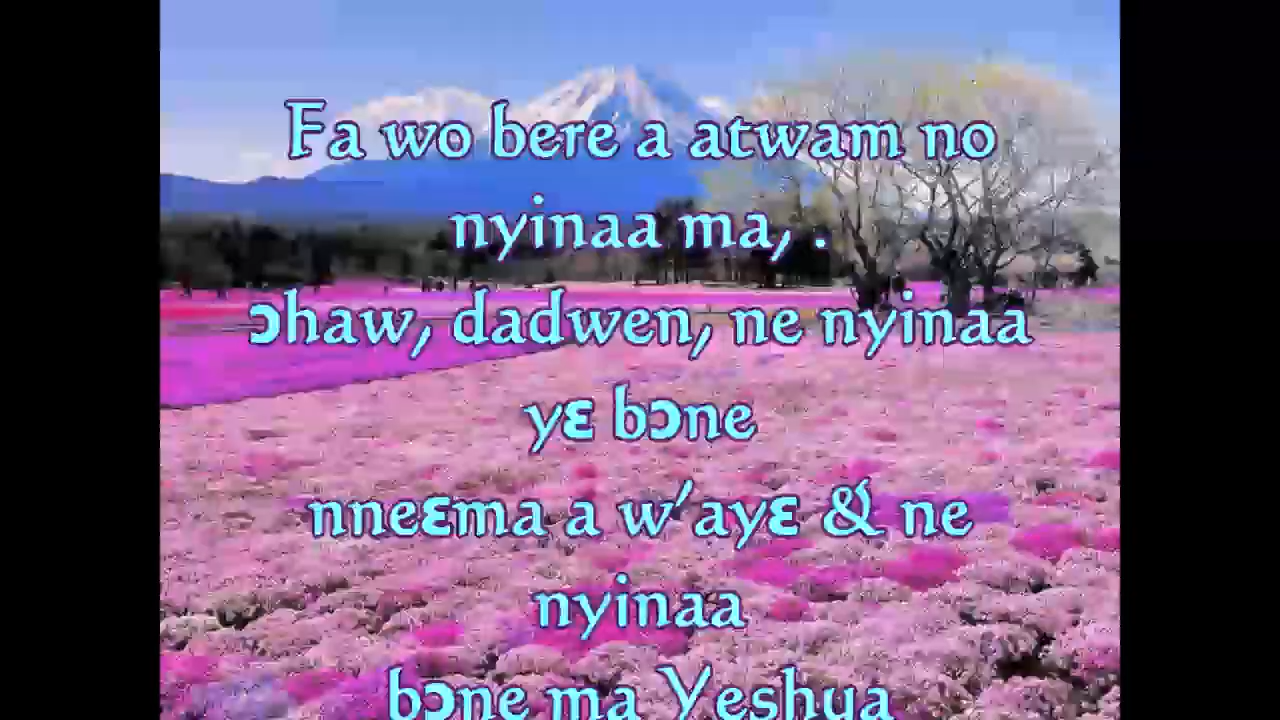 Fa wo bere a atwam no
nyinaa ma, .
ɔhaw, dadwen, ne nyinaa
yɛ bɔne
nneɛma a w'ayɛ & ne
nyinaa
bɔne ma Yeshua